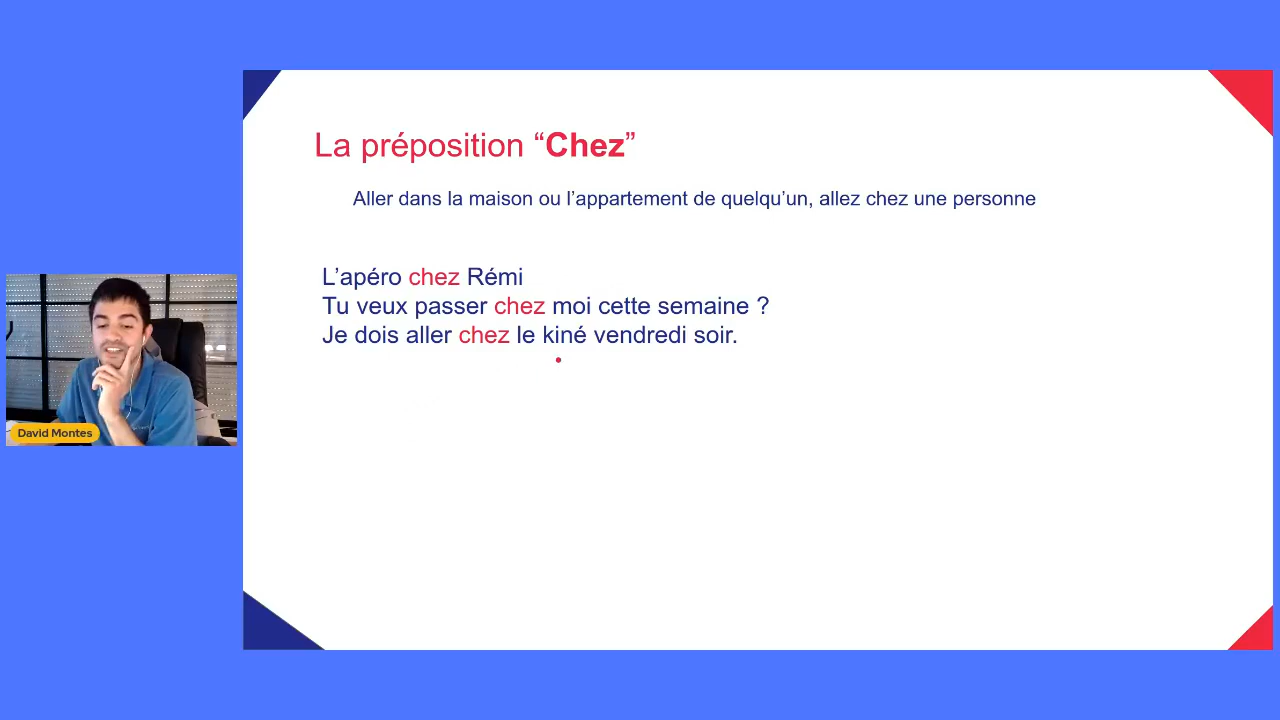 La préposition “Chez”
Aller dans la maison ou l’appartement de quelqu’un, allez chez une personne
L’apéro chez Rémi
Tu veux passer chez moi cette semaine ?
Je dois aller chez le kiné vendredi soir.
David Montes